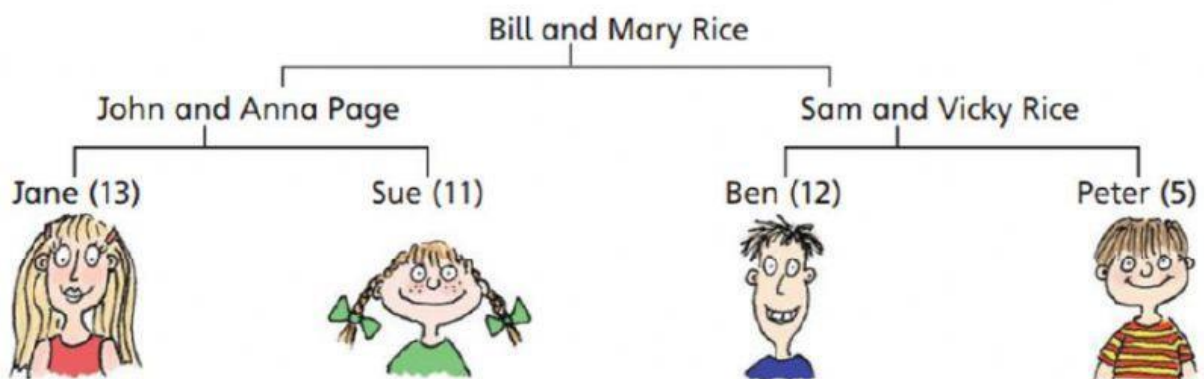 Bill and Mary Rice
John and Anna Page
Sam and Vicky Rice
Jane (13)
Sue (11)
Ben (12)
Peter (5)